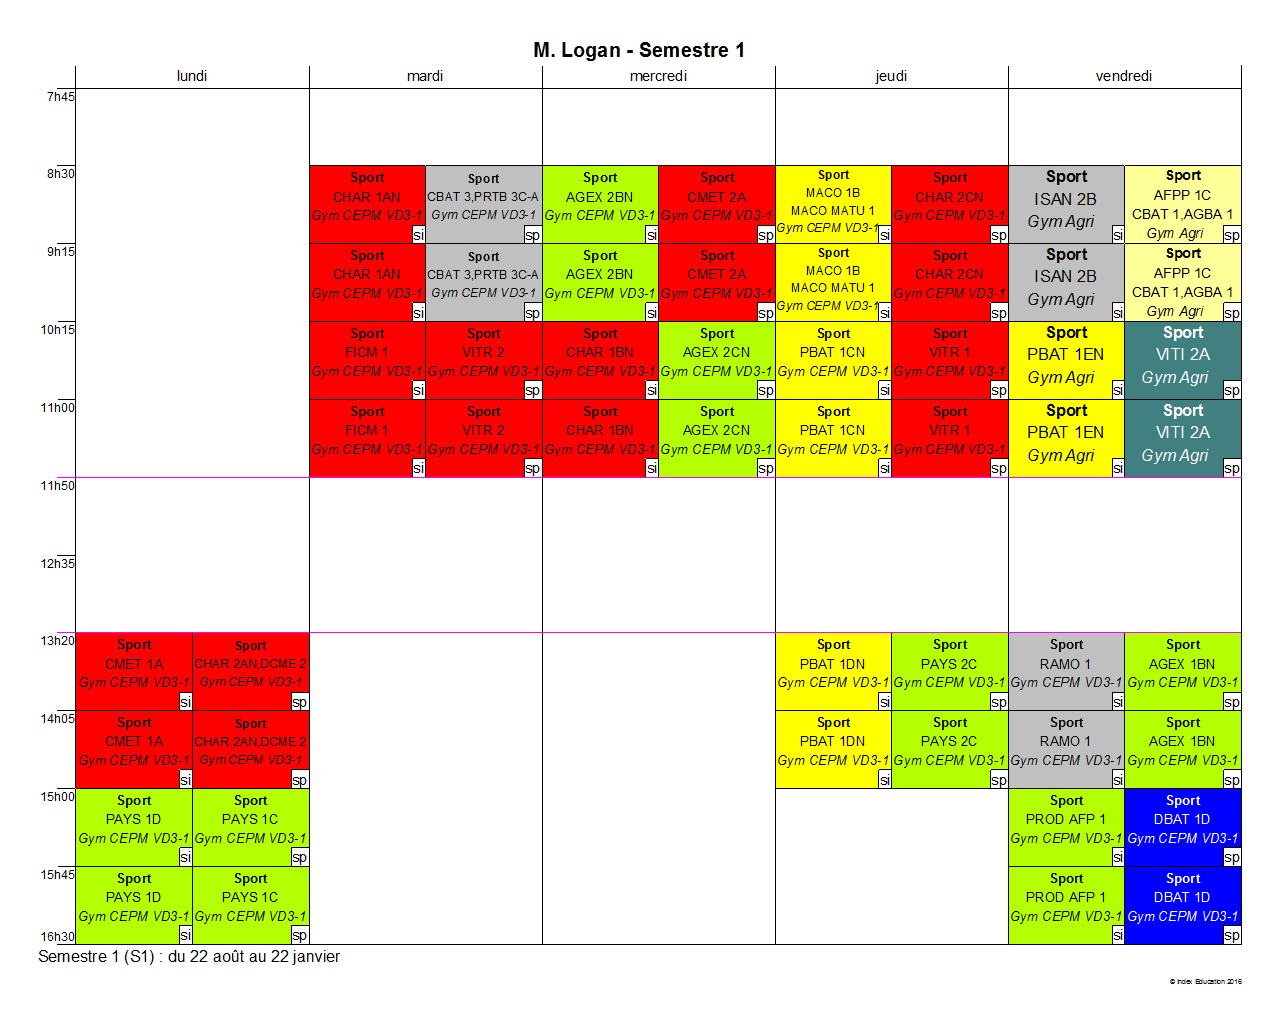 M. Logan - Semestre 1
lundi mardi mercredi jeudi vendredi
7h45
8h30
Sport Sport Sport Sport Sport Sport Sport Sport
CHAR 1AN CBAT 3,PRTB 3C-A AGEX 2BN CMET 2A MACO 1B CHAR 2CN ISAN 2B AFPP 1C
MACO MATU 1 CBAT 1,AGBA 1
Gym CEPM VD3-1 Gym CEPM VD3-1 Gym CEPM VD3-1 Gym CEPM VD3-1 Gym CEPM VD3-1 Gym CEPM VD3-1 Gym Agri Gym Agri
si sp si sp si sp si sp
9h15
Sport Sport Sport Sport Sport Sport Sport Sport
CHAR 1AN CBAT 3,PRTB 3C-A AGEX 2BN CMET 2A MACO 1B CHAR 2CN ISAN 2B AFPP 1C
MACO MATU 1 CBAT 1,AGBA 1
Gym CEPM VD3-1 Gym CEPM VD3-1 Gym CEPM VD3-1 Gym CEPM VD3-1 Gym CEPM VD3-1 Gym CEPM VD3-1 Gym Agri Gym Agri
si sp si sp si sp si sp
10h15
Sport Sport Sport Sport Sport Sport Sport Sport
FICM 1 VITR 2 CHAR 1BN AGEX 2CN PBAT 1CN VITR 1 PBAT 1EN VITI 2A
Gym CEPM VD3-1 Gym CEPM VD3-1 Gym CEPM VD3-1 Gym CEPM VD3-1 Gym CEPM VD3-1 Gym CEPM VD3-1 Gym Agri Gym Agri
si sp si sp si sp si sp
11h00
Sport Sport Sport Sport Sport Sport Sport Sport
FICM 1 VITR 2 CHAR 1BN AGEX 2CN PBAT 1CN VITR 1 PBAT 1EN VITI 2A
Gym CEPM VD3-1 Gym CEPM VD3-1 Gym CEPM VD3-1 Gym CEPM VD3-1 Gym CEPM VD3-1 Gym CEPM VD3-1 Gym Agri Gym Agri
si sp si sp si sp si sp
11h50
12h35
13h20
Sport Sport Sport Sport Sport Sport
CMET 1A CHAR 2AN,DCME 2 PBAT 1DN PAYS 2C RAMO 1 AGEX 1BN
Gym CEPM VD3-1 Gym CEPM VD3-1 Gym CEPM VD3-1 Gym CEPM VD3-1 Gym CEPM VD3-1 Gym CEPM VD3-1
si sp si sp si sp
14h05
Sport Sport Sport Sport Sport Sport
CMET 1A CHAR 2AN,DCME 2 PBAT 1DN PAYS 2C RAMO 1 AGEX 1BN
Gym CEPM VD3-1 Gym CEPM VD3-1 Gym CEPM VD3-1 Gym CEPM VD3-1 Gym CEPM VD3-1 Gym CEPM VD3-1
si sp si sp si sp
15h00
Sport Sport Sport Sport
PAYS 1D PAYS 1C PROD AFP 1 DBAT 1D
Gym CEPM VD3-1 Gym CEPM VD3-1 Gym CEPM VD3-1 Gym CEPM VD3-1
si sp si sp
15h45
Sport Sport Sport Sport
PAYS 1D PAYS 1C PROD AFP 1 DBAT 1D
Gym CEPM VD3-1 Gym CEPM VD3-1 Gym CEPM VD3-1 Gym CEPM VD3-1
si sp si sp
16h30
Semestre 1 (S1) : du 22 août au 22 janvier
© Index Education 2016